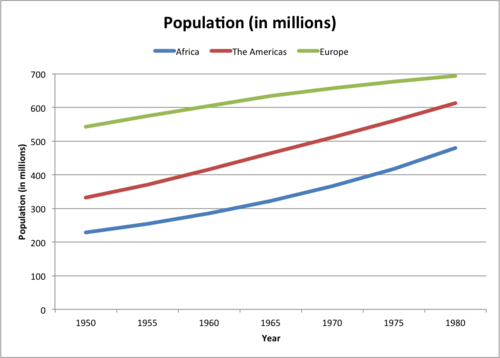 Population (in millions)
Africa The Americas Europe
700
600
500
400
300
200
100
0
Population (in millions)
1950 1955 1960 1965 1970 1975 1980
Year